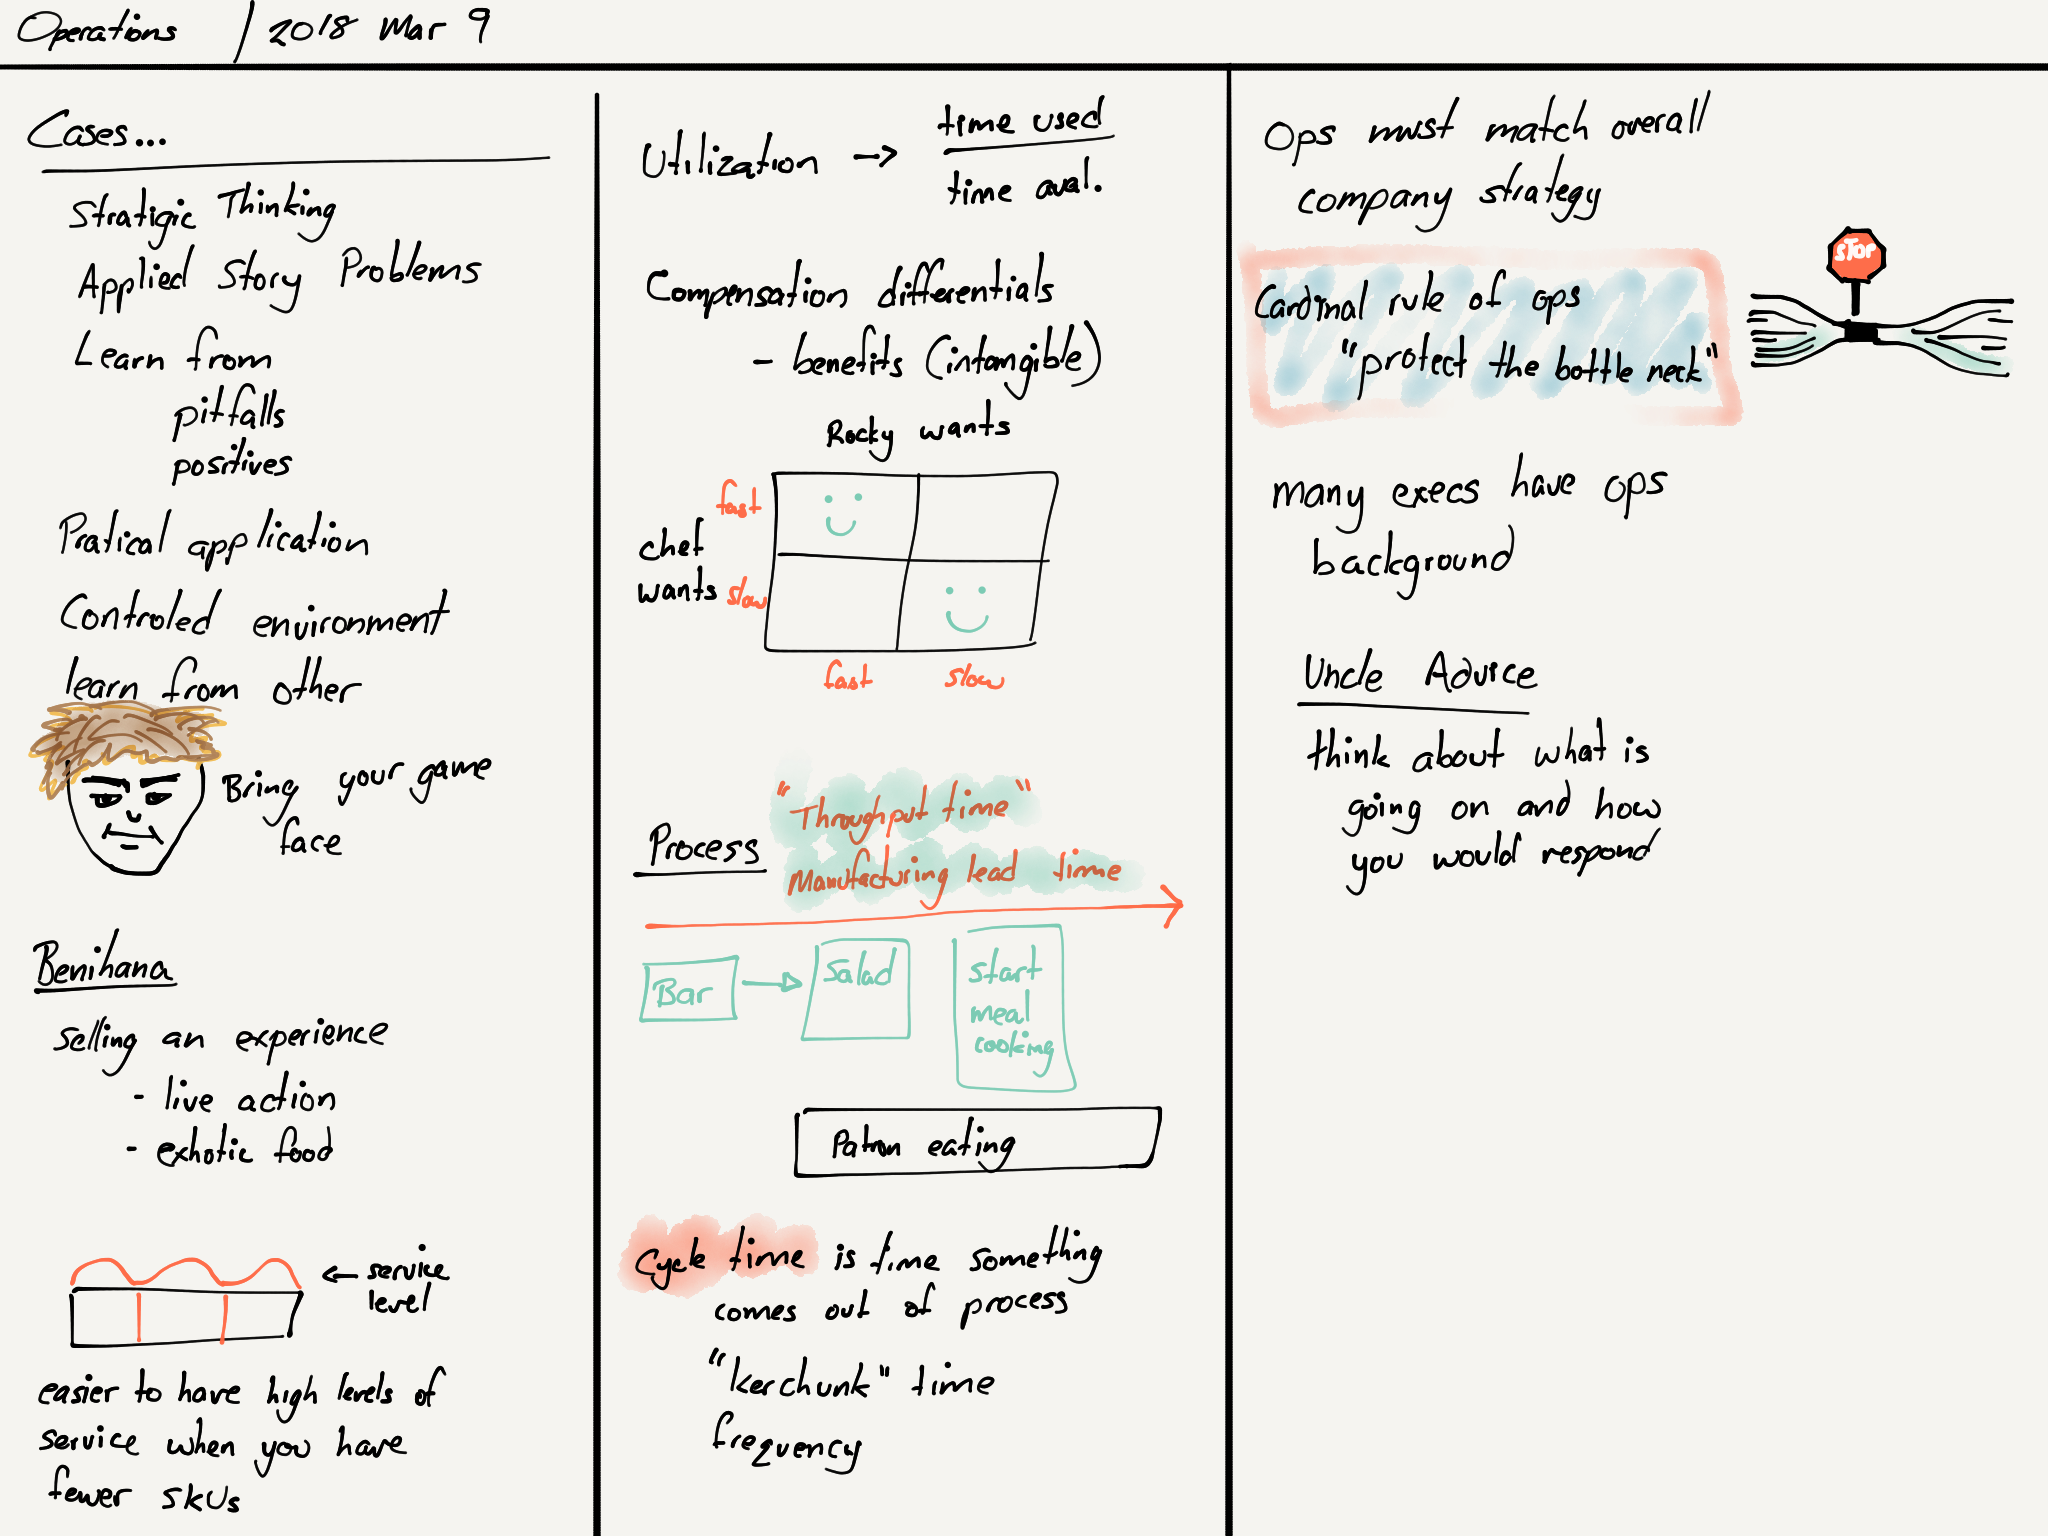 Operations / 2018 Mar 9
Cases...
Stratigic Thinking
Applied Story Problems
Learn from
pitfalls
positives
Pratical application
Controled environment
learn from other
Bring your game
face
Benihana
selling an experience
- live action
- exhotic food
← service
level
easier to have high levels of
service when you have
fewer SKUs
Utilization → time used
time aval.
Compensation differentials
- benefits (intangible)
Rocky wants
fast
chef
wants slow
fast slow
Process
"Throughput time"
Manufacturing lead time
Bar
Salad
start
meal
cooking
Patron eating
Cycle time is time something
comes out of process
"kerchunk" time
frequency
Ops must match overall
company strategy
STOP
Cardinal rule of ops
"protect the bottle neck"
many execs have ops
background
Uncle Advice
think about what is
going on and how
you would respond